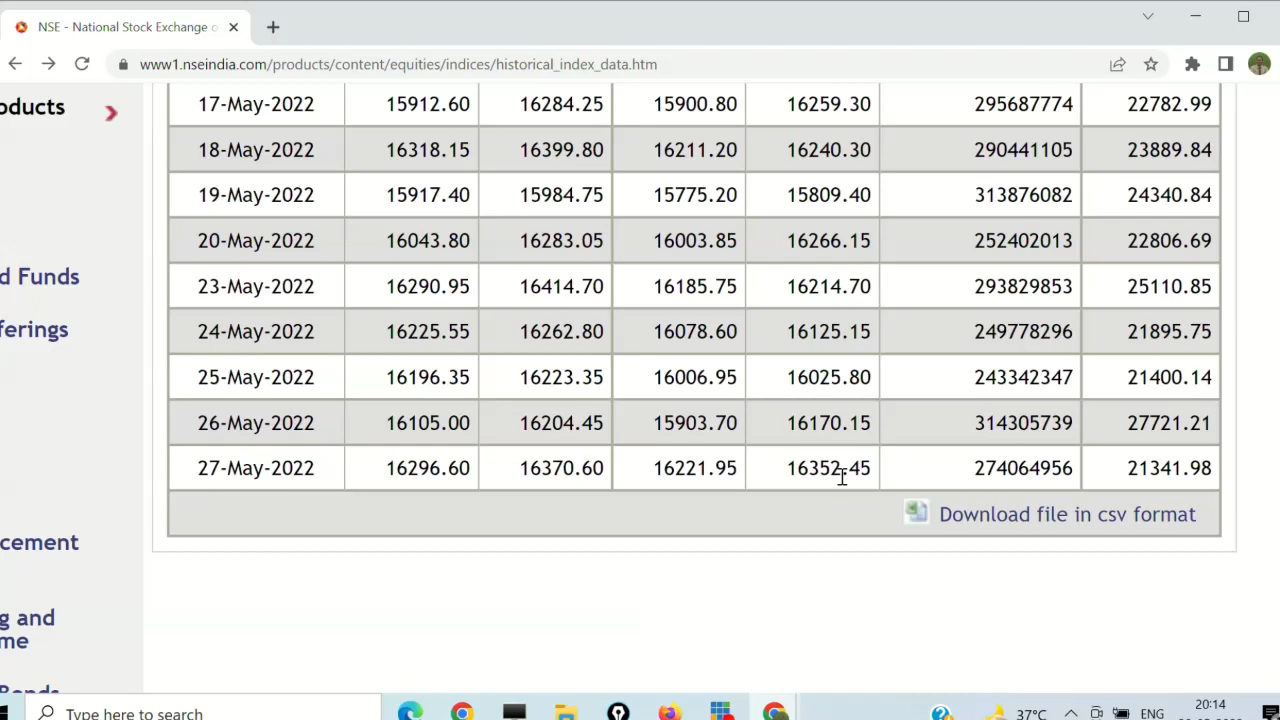 NSE - National Stock Exchange o
www1.nseindia.com/products/content/equities/indices/historical_index_data.htm
oducts
d Funds
ferings
cement
g and
me
Bonds
17-May-2022 15912.60 16284.25 15900.80 16259.30 295687774 22782.99
18-May-2022 16318.15 16399.80 16211.20 16240.30 290441105 23889.84
19-May-2022 15917.40 15984.75 15775.20 15809.40 313876082 24340.84
20-May-2022 16043.80 16283.05 16003.85 16266.15 252402013 22806.69
23-May-2022 16290.95 16414.70 16185.75 16214.70 293829853 25110.85
24-May-2022 16225.55 16262.80 16078.60 16125.15 249778296 21895.75
25-May-2022 16196.35 16223.35 16006.95 16025.80 243342347 21400.14
26-May-2022 16105.00 16204.45 15903.70 16170.15 314305739 27721.21
27-May-2022 16296.60 16370.60 16221.95 16352.45 274064956 21341.98
Download file in csv format
Type here to search
37°C
ENG
20:14